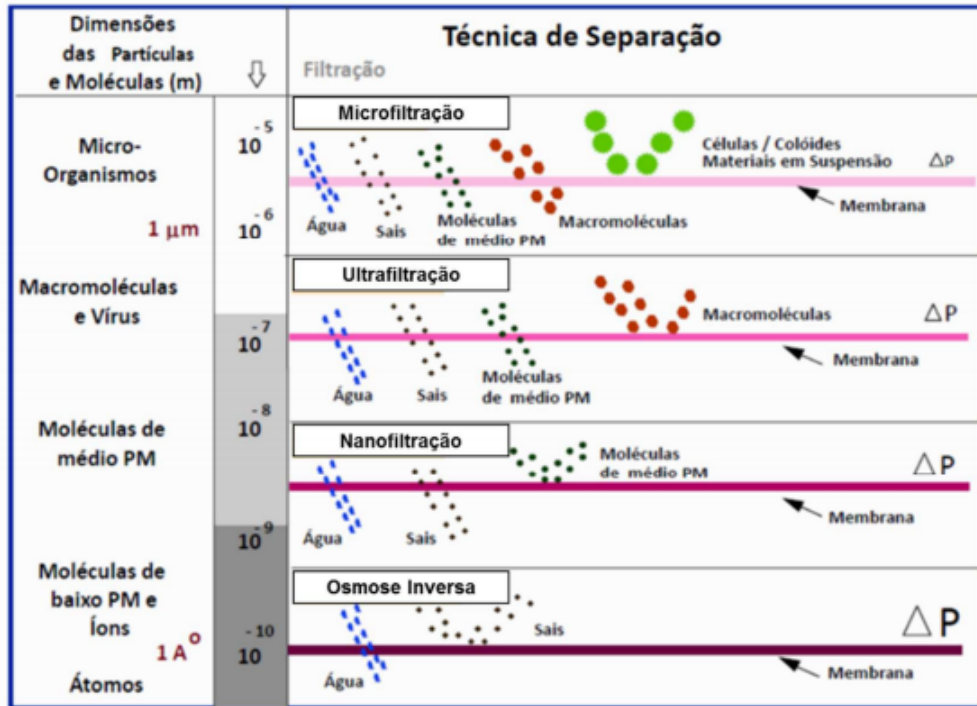 Dimensões
das Partículas
e Moléculas (m)
Técnica de Separação
Filtração
Micro-
Organismos
1 μm
Macromoléculas
e Vírus
Moléculas de
médio PM
Moléculas de
baixo PM e
Íons
1 A°
Átomos
10 -5
10 -6
10 -7
10 -8
10 -9
10 -10
Microfiltração
Células / Colóides
Materiais em Suspensão
ΔP
Membrana
Água
Sais
Moléculas
de médio PM
Macromoléculas
Ultrafiltração
Macromoléculas
ΔP
Membrana
Água
Sais
Moléculas
de médio PM
Nanofiltração
Moléculas
de médio PM
ΔP
Membrana
Água
Sais
Osmose Inversa
Sais
ΔP
Membrana
Água